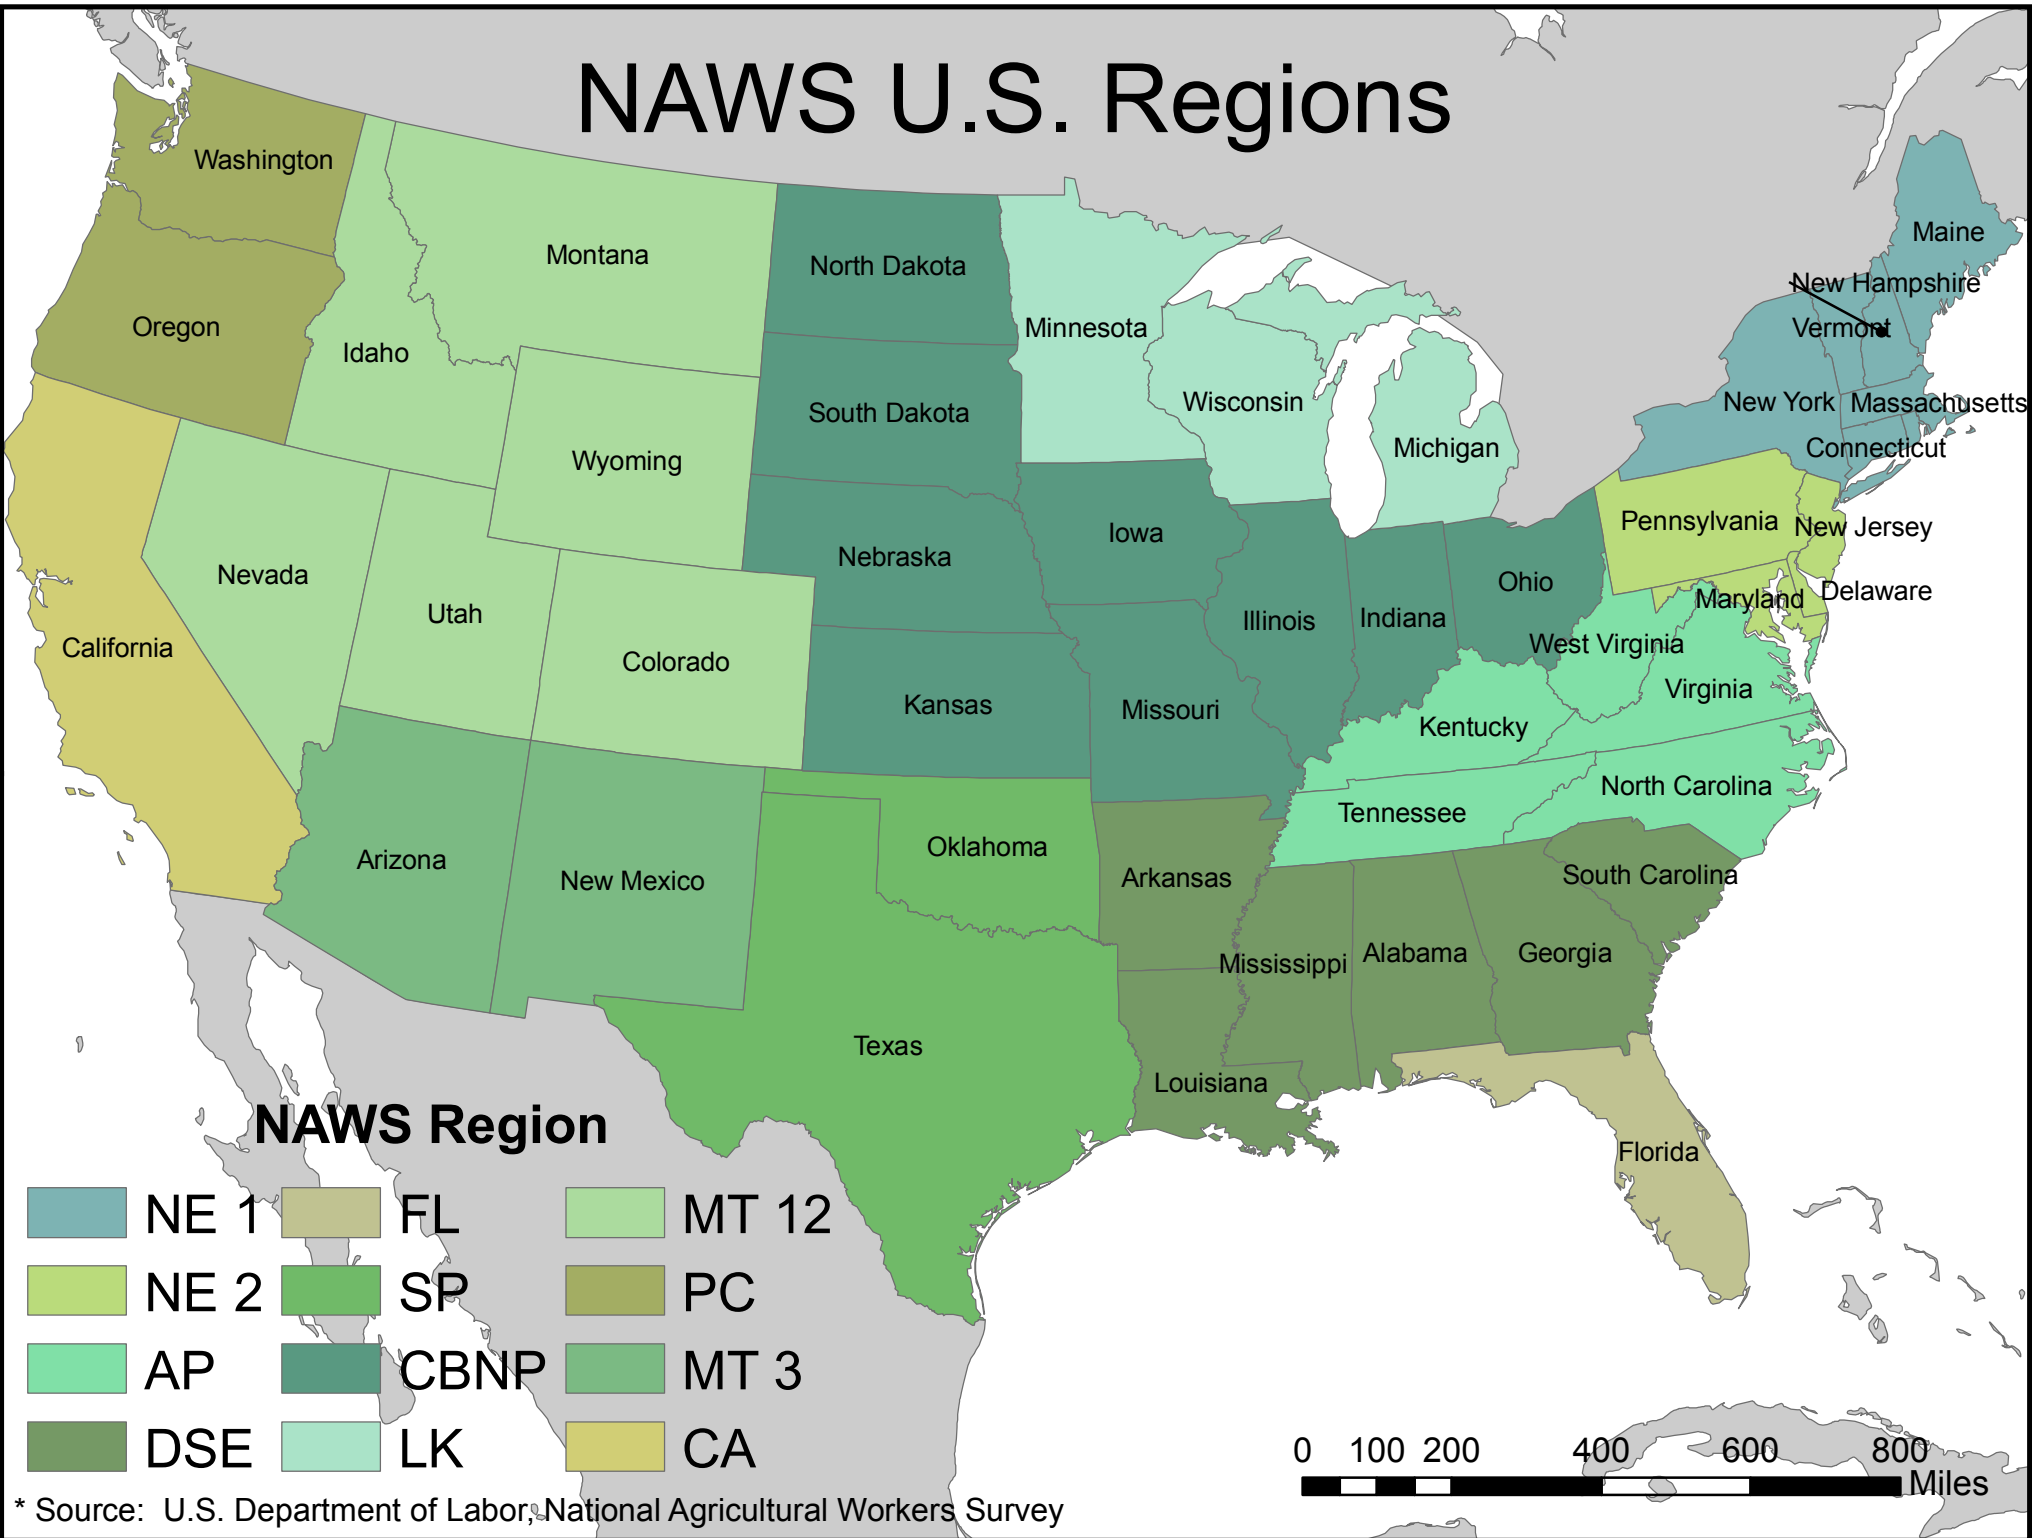 NAWS U.S. Regions
Washington
Montana
North Dakota
Maine
New Hampshire
Oregon
Idaho
Minnesota
Vermont
South Dakota
Wisconsin
New York
Massachusetts
Wyoming
Michigan
Connecticut
Nevada
Nebraska
Iowa
Pennsylvania
New Jersey
Utah
Ohio
Maryland
Delaware
California
Colorado
Illinois
Indiana
West Virginia
Kansas
Missouri
Kentucky
Virginia
Arizona
New Mexico
Oklahoma
Arkansas
Tennessee
North Carolina
South Carolina
Mississippi
Alabama
Georgia
Texas
Louisiana
Florida
NAWS Region
NE 1
FL
MT 12
NE 2
SP
PC
AP
CBNP
MT 3
DSE
LK
CA
0 100 200 400 600 800
Miles
* Source: U.S. Department of Labor, National Agricultural Workers Survey